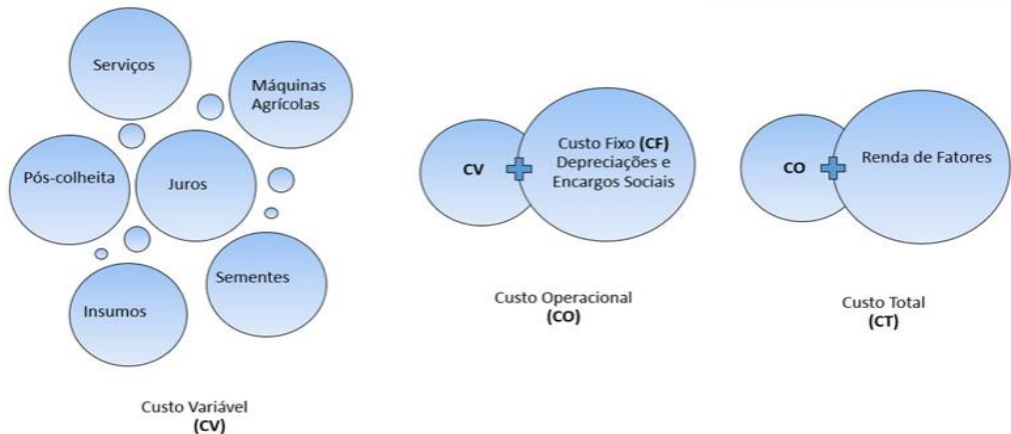 Serviços
Máquinas
Agrícolas
Pós-colheita
Juros
Sementes
Insumos
Custo Variável
(CV)
CV
Custo Fixo (CF)
Depreciações e
Encargos Sociais
Custo Operacional
(CO)
CO
Renda de Fatores
Custo Total
(CT)